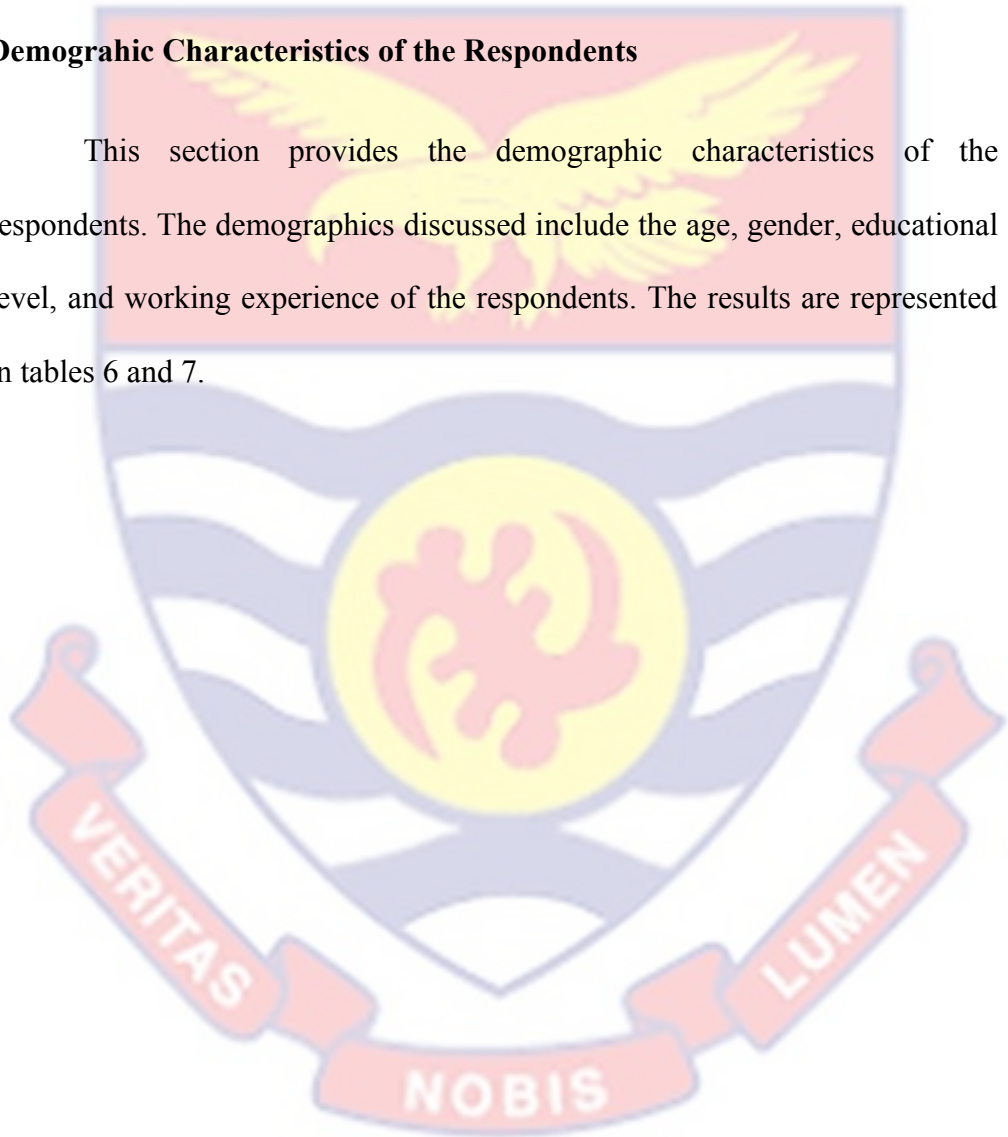 Demograhic Characteristics of the Respondents
This section provides the demographic characteristics of the
espondents. The demographics discussed include the age, gender, educational
evel, and working experience of the respondents. The results are represented
n tables 6 and 7.
VERITAS
NOBIS
LUMEN